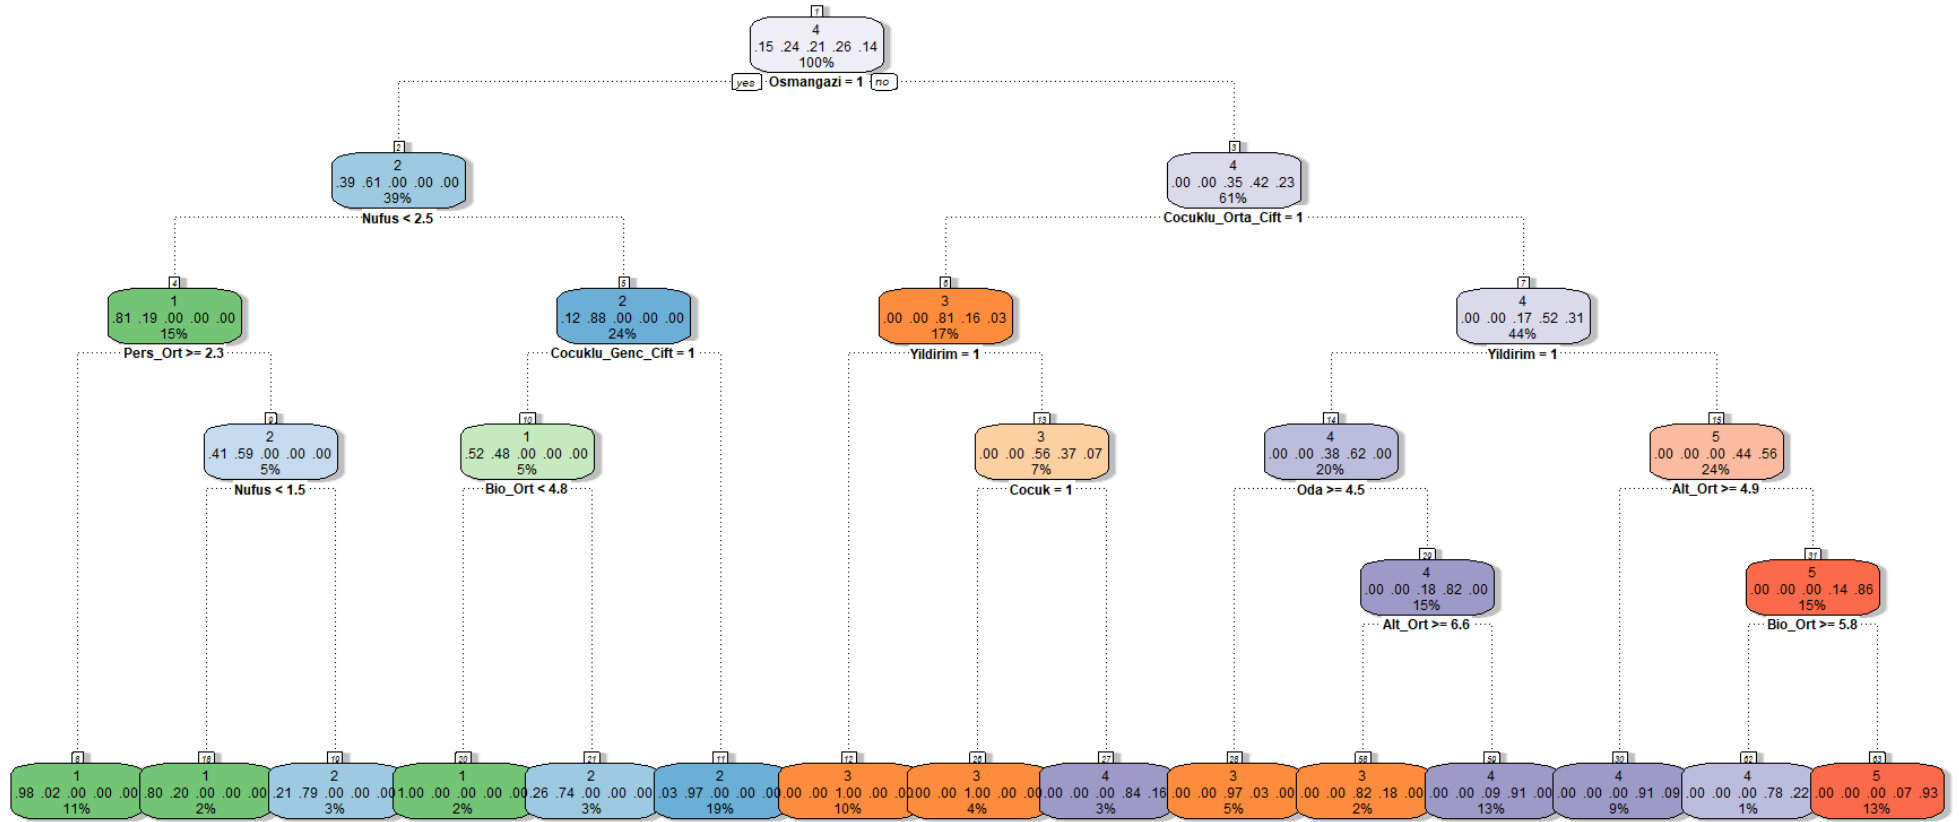 1
4
.15 .24 .21 .26 .14
100%
yes Osmangazi = 1 no
2
2
.39 .61 .00 .00 .00
39%
Nufus < 2.5
3
4
.00 .00 .35 .42 .23
61%
Cocuklu_Orta_Cift = 1
4
1
.81 .19 .00 .00 .00
15%
Pers_Ort >= 2.3
5
2
.12 .88 .00 .00 .00
24%
Cocuklu_Genc_Cift = 1
6
3
.00 .00 .81 .16 .03
17%
Yildirim = 1
7
4
.00 .00 .17 .52 .31
44%
Yildirim = 1
9
2
.41 .59 .00 .00 .00
5%
Nufus < 1.5
10
1
.52 .48 .00 .00 .00
5%
Bio_Ort < 4.8
13
3
.00 .00 .56 .37 .07
7%
Cocuk = 1
14
4
.00 .00 .38 .62 .00
20%
Oda >= 4.5
15
5
.00 .00 .00 .44 .56
24%
Alt_Ort >= 4.9
29
4
.00 .00 .18 .82 .00
15%
Alt_Ort >= 6.6
31
5
.00 .00 .00 .14 .86
15%
Bio_Ort >= 5.8
8
1
.98 .02 .00 .00 .00
11%
18
1
.80 .20 .00 .00 .00
2%
19
2
.21 .79 .00 .00 .00
3%
20
1
1.00 .00 .00 .00 .00
2%
21
2
.26 .74 .00 .00 .00
3%
11
2
.03 .97 .00 .00 .00
19%
12
3
.00 .00 1.00 .00 .00
10%
26
3
.00 .00 1.00 .00 .00
4%
27
4
.00 .00 .00 .84 .16
3%
28
3
.00 .00 .97 .03 .00
5%
58
3
.00 .00 .82 .18 .00
2%
59
4
.00 .00 .09 .91 .00
13%
30
4
.00 .00 .00 .91 .09
9%
62
4
.00 .00 .00 .78 .22
1%
63
5
.00 .00 .00 .07 .93
13%